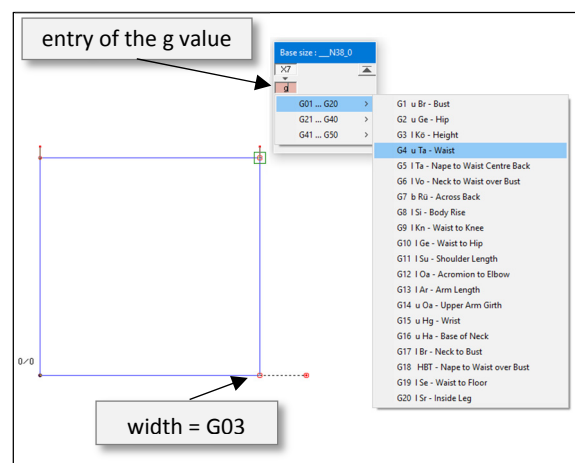 entry of the g value
Base size : __N38_0
X7
g
G01 ... G20 >
G21 ... G40 >
G41 ... G50 >
G1 u Br - Bust
G2 u Ge - Hip
G3 l Kö - Height
G4 u Ta - Waist
G5 l Ta - Nape to Waist Centre Back
G6 l Vo - Neck to Waist over Bust
G7 b Rü - Across Back
G8 l Si - Body Rise
G9 l Kn - Waist to Knee
G10 l Ge - Waist to Hip
G11 l Su - Shoulder Length
G12 l Oa - Acromion to Elbow
G13 l Ar - Arm Length
G14 u Oa - Upper Arm Girth
G15 u Hg - Wrist
G16 u Ha - Base of Neck
G17 l Br - Neck to Bust
G18 HBT - Nape to Waist over Bust
G19 l Se - Waist to Floor
G20 l Sr - Inside Leg
0/0
width = G03